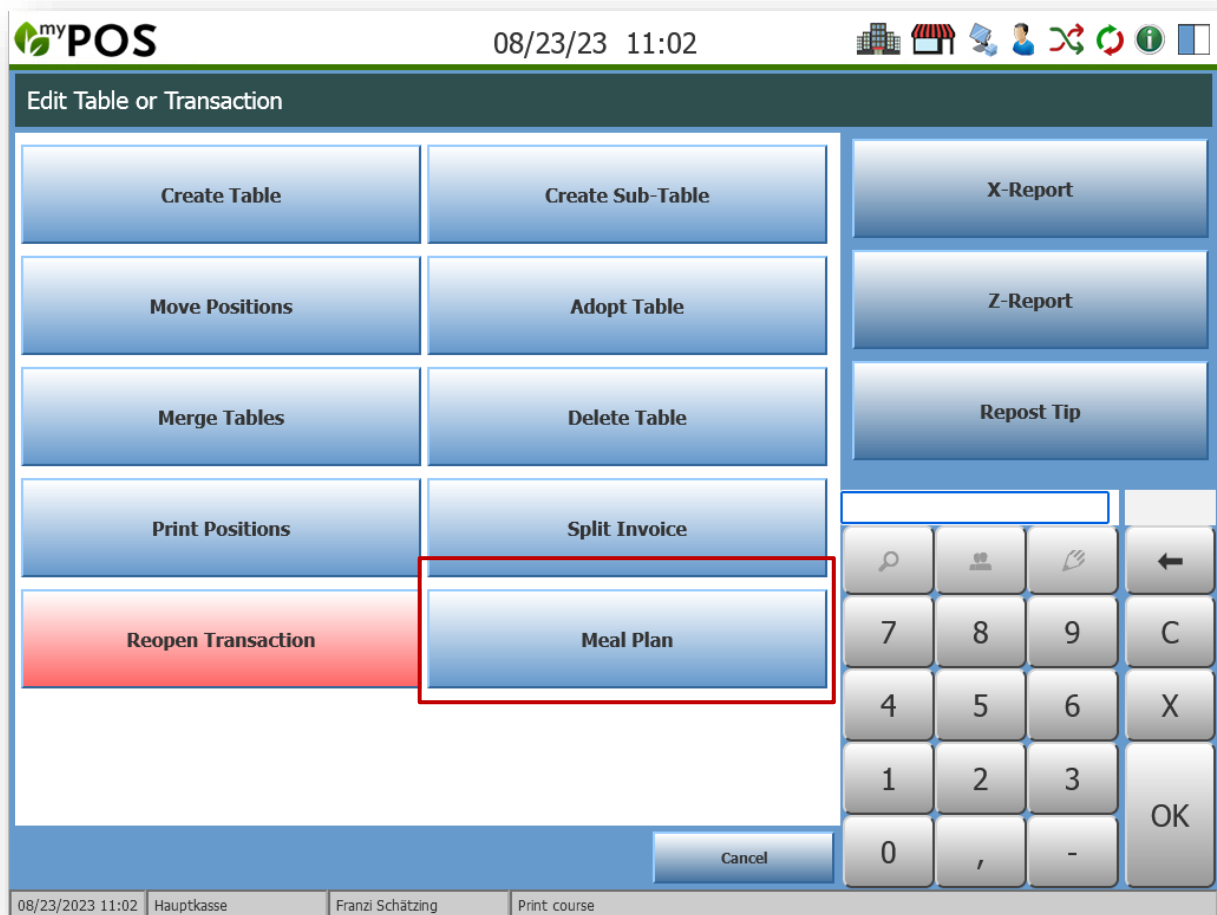 myPOS
08/23/23 11:02
Edit Table or Transaction
Create Table
Create Sub-Table
X-Report
Move Positions
Adopt Table
Z-Report
Merge Tables
Delete Table
Repost Tip
Print Positions
Split Invoice
Reopen Transaction
Meal Plan
7 8 9 C
4 5 6 X
1 2 3
OK
0 , -
Cancel
08/23/2023 11:02 Hauptkasse Franzi Schätzing Print course